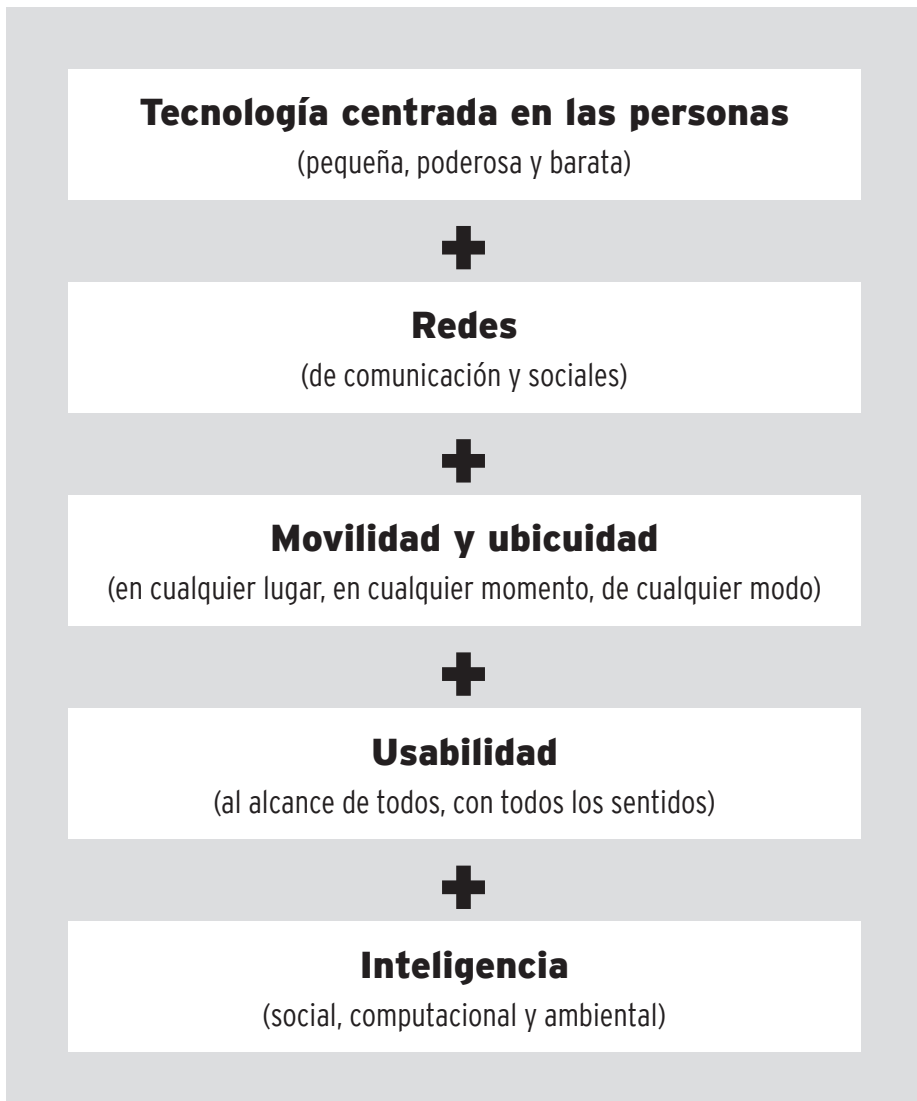 Tecnología centrada en las personas
(pequeña, poderosa y barata)
+
Redes
(de comunicación y sociales)
+
Movilidad y ubicuidad
(en cualquier lugar, en cualquier momento, de cualquier modo)
+
Usabilidad
(al alcance de todos, con todos los sentidos)
+
Inteligencia
(social, computacional y ambiental)